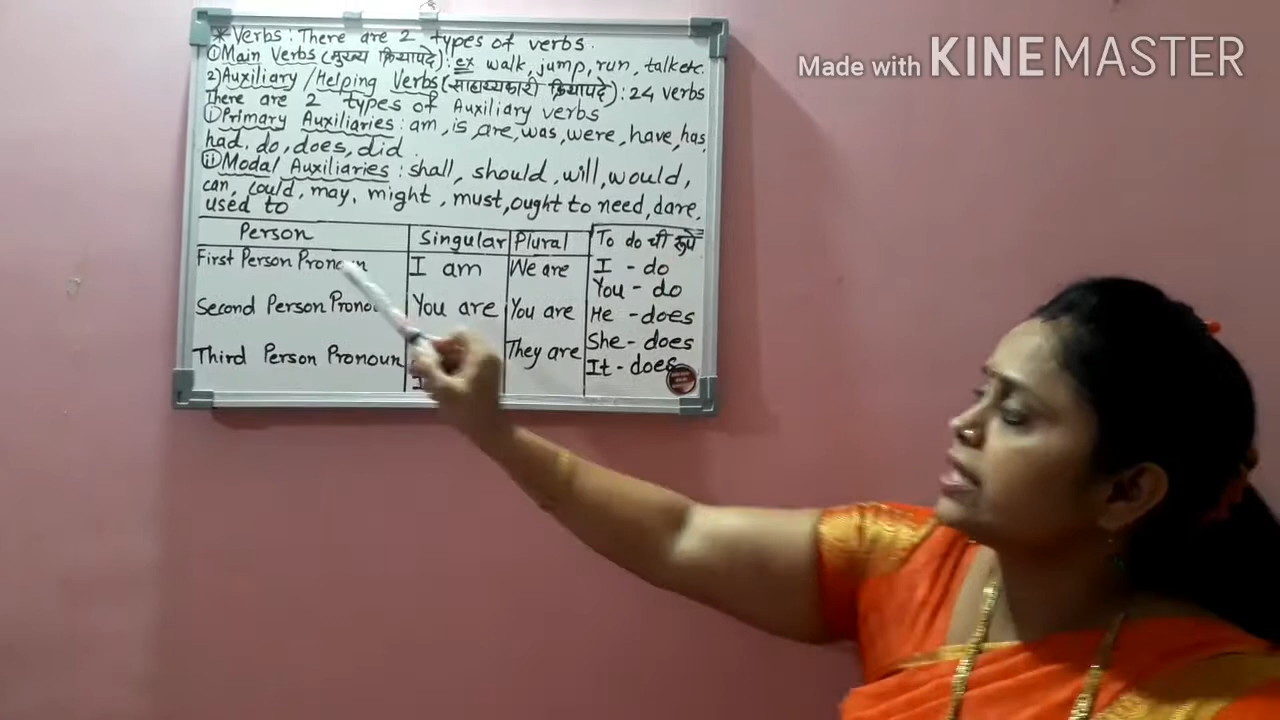 Made with KINEMASTER
* Verbs : There are 2 types of verbs.
① Main Verbs (मुख्य क्रियापदे) : ex walk, jump, run, talk etc.
2) Auxiliary / Helping Verbs (साहाय्यकारी क्रियापदे) : 24 verbs
There are 2 types of Auxiliary verbs
ⓘ Primary Auxiliaries : am, is, are, was, were, have, has,
had, do, does, did.
ⓘⓘ Modal Auxiliaries : shall, should, will, would,
can, could, may, might, must, ought to need, dare,
used to
Person Singular Plural To do ची रूपे
First Person Pronoun I am We are I - do
You - do
Second Person Pronou You are You are He - does
She - does
Third Person Pronoun They are It - does
I